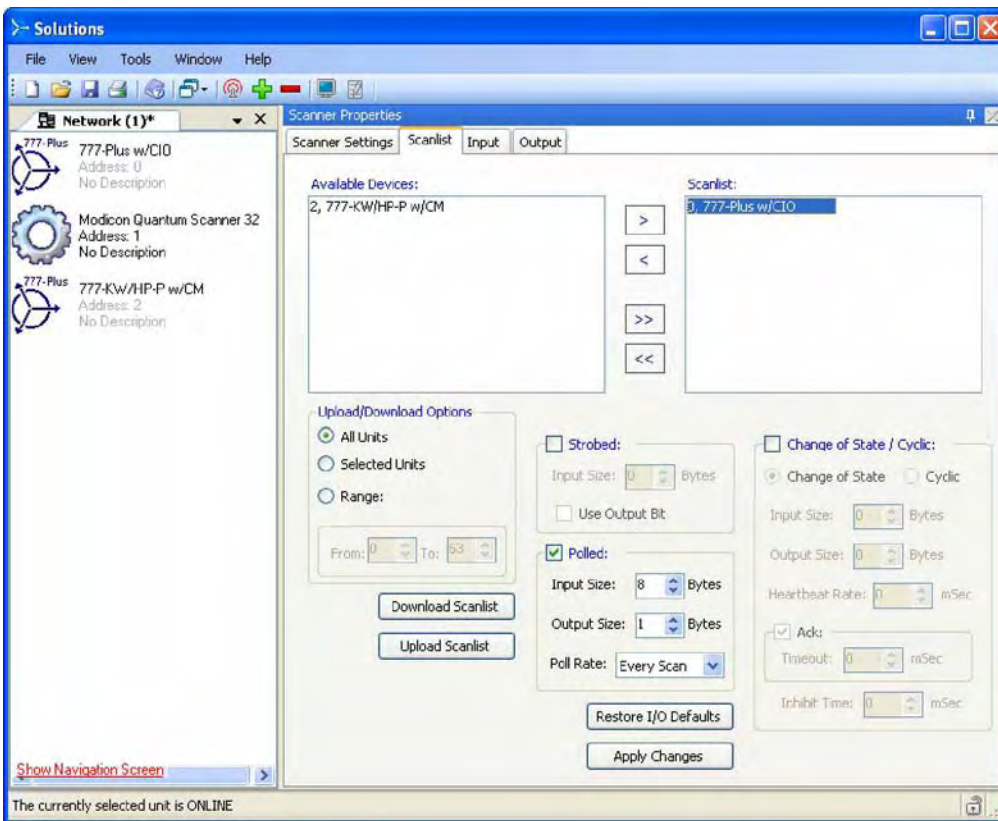 Solutions
File View Tools Window Help
Network (1)*
777-Plus
777-Plus w/CIO
Address: 0
No Description
Modicon Quantum Scanner 32
Address: 1
No Description
777-Plus
777-KW/HP-P w/CM
Address: 2
No Description
Show Navigation Screen
Scanner Properties
Scanner Settings Scanlist Input Output
Available Devices:
2, 777-KW/HP-P w/CM
>
<
>>
<<
Scanlist:
0, 777-Plus w/CIO
Upload/Download Options
All Units
Selected Units
Range:
From: 0 To: 63
Download Scanlist
Upload Scanlist
Strobed:
Input Size: 0 Bytes
Use Output Bit
Polled:
Input Size: 8 Bytes
Output Size: 1 Bytes
Poll Rate: Every Scan
Restore I/O Defaults
Apply Changes
Change of State / Cyclic:
Change of State Cyclic
Input Size: 0 Bytes
Output Size: 0 Bytes
Heartbeat Rate: 0 mSec
Ack:
Timeout: 0 mSec
Inhibit Time: 0 mSec
The currently selected unit is ONLINE